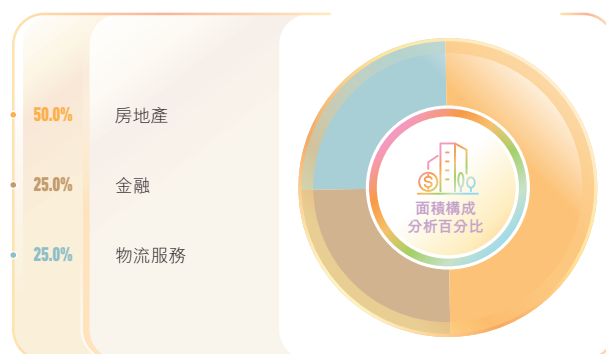 50.0% 房地產
25.0% 金融
25.0% 物流服務
面積構成
分析百分比